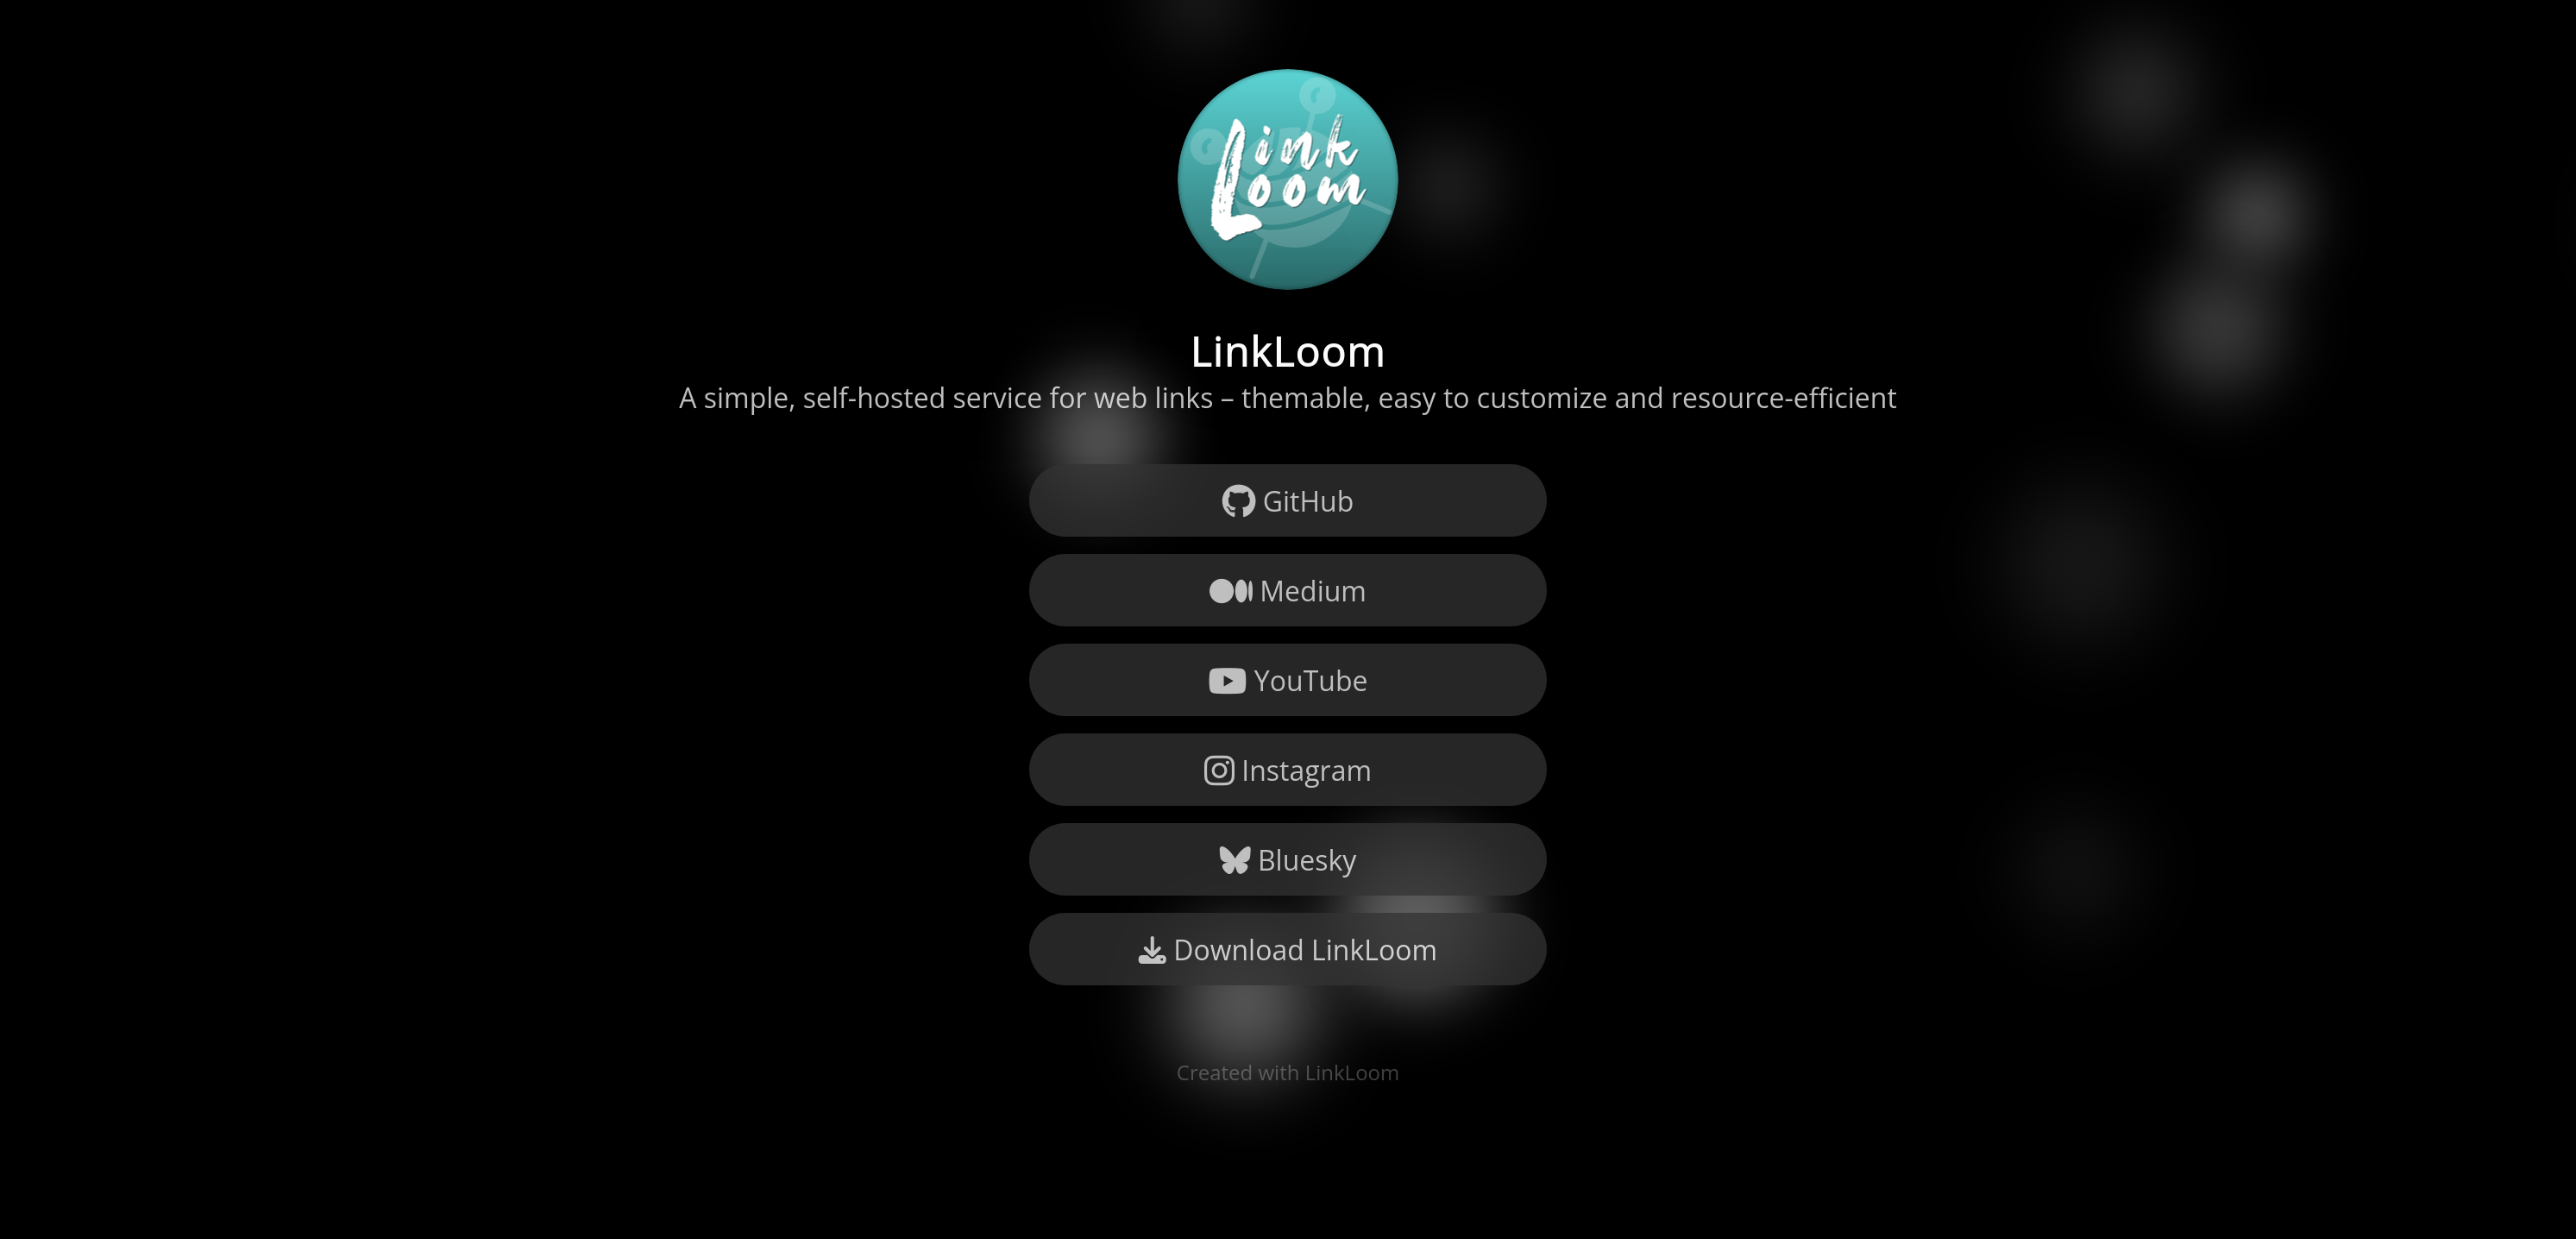 Link
Loom
LinkLoom
A simple, self-hosted service for web links – themable, easy to customize and resource-efficient
GitHub
Medium
YouTube
Instagram
Bluesky
Download LinkLoom
Created with LinkLoom